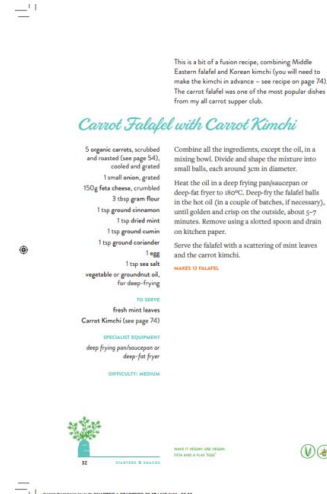 This is a bit of a fusion recipe, combining Middle
Eastern falafel and Korean kimchi (you will need to
make the kimchi in advance – see recipe on page 74).
The carrot falafel was one of the most popular dishes
from my all carrot supper club.
Carrot Falafel with Carrot Kimchi
5 organic carrots, scrubbed
and roasted (see page 54),
cooled and grated
1 small onion, grated
150g feta cheese, crumbled
3 tbsp gram flour
1 tsp ground cinnamon
1 tsp dried mint
1 tsp ground cumin
1 tsp ground coriander
1 egg
1 tsp sea salt
vegetable or groundnut oil,
for deep-frying
TO SERVE
fresh mint leaves
Carrot Kimchi (see page 74)
SPECIALIST EQUIPMENT
deep frying pan/saucepan or
deep-fat fryer
DIFFICULTY: MEDIUM
Combine all the ingredients, except the oil, in a
mixing bowl. Divide and shape the mixture into
small balls, each around 3cm in diameter.
Heat the oil in a deep frying pan/saucepan or
deep-fat fryer to 180ºC. Deep-fry the falafel balls
in the hot oil (in a couple of batches, if necessary),
until golden and crisp on the outside, about 5–7
minutes. Remove using a slotted spoon and drain
on kitchen paper.
Serve the falafel with a scattering of mint leaves
and the carrot kimchi.
MAKES 12 FALAFEL
MAKE IT VEGAN: USE VEGAN
FETA AND A FLAX 'EGG'
V
32 STARTERS & SNACKS